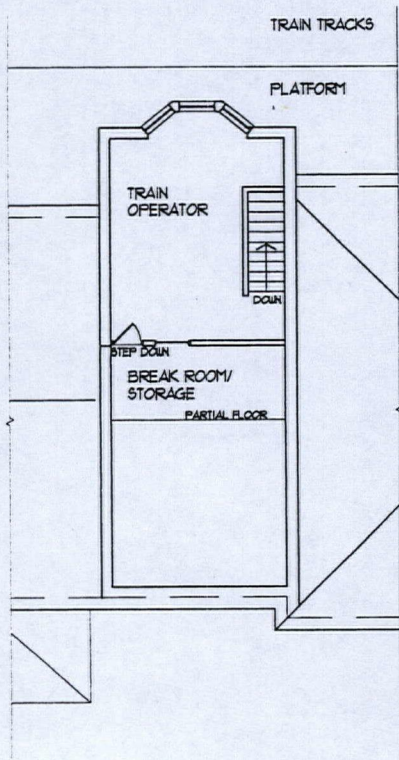 TRAIN TRACKS
PLATFORM
TRAIN
OPERATOR
DOWN
STEP DOWN
BREAK ROOM/
STORAGE
PARTIAL FLOOR